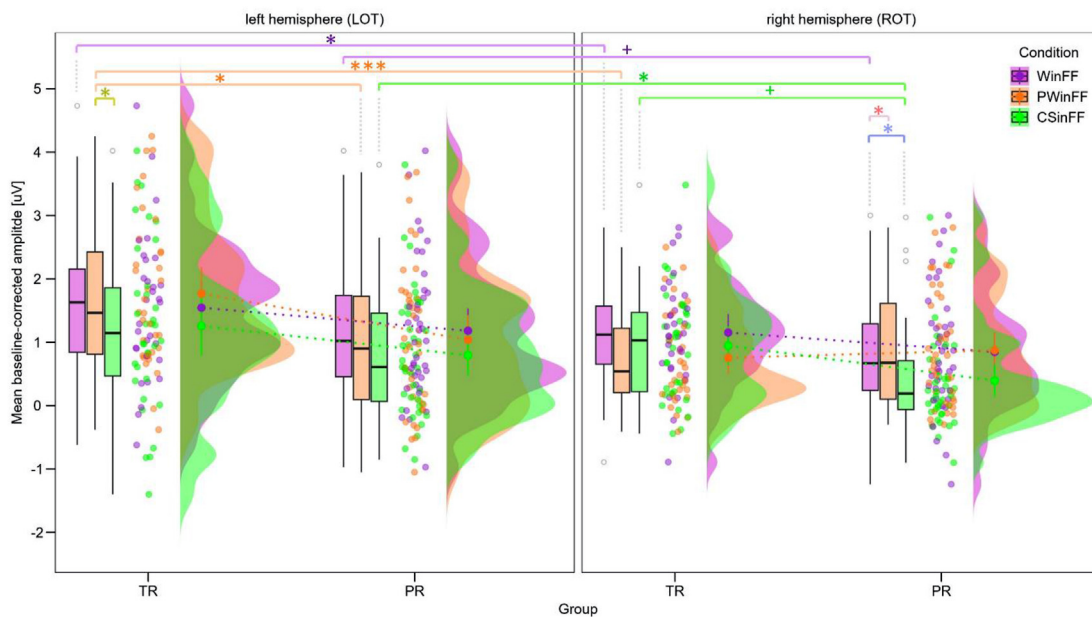 left hemisphere (LOT)
right hemisphere (ROT)
Condition
WinFF
PWinFF
CSinFF
*
+
***
*
*
*
+
*
*
Mean baseline-corrected amplitude [uV]
5
4
3
2
1
0
-1
-2
TR
PR
TR
PR
Group